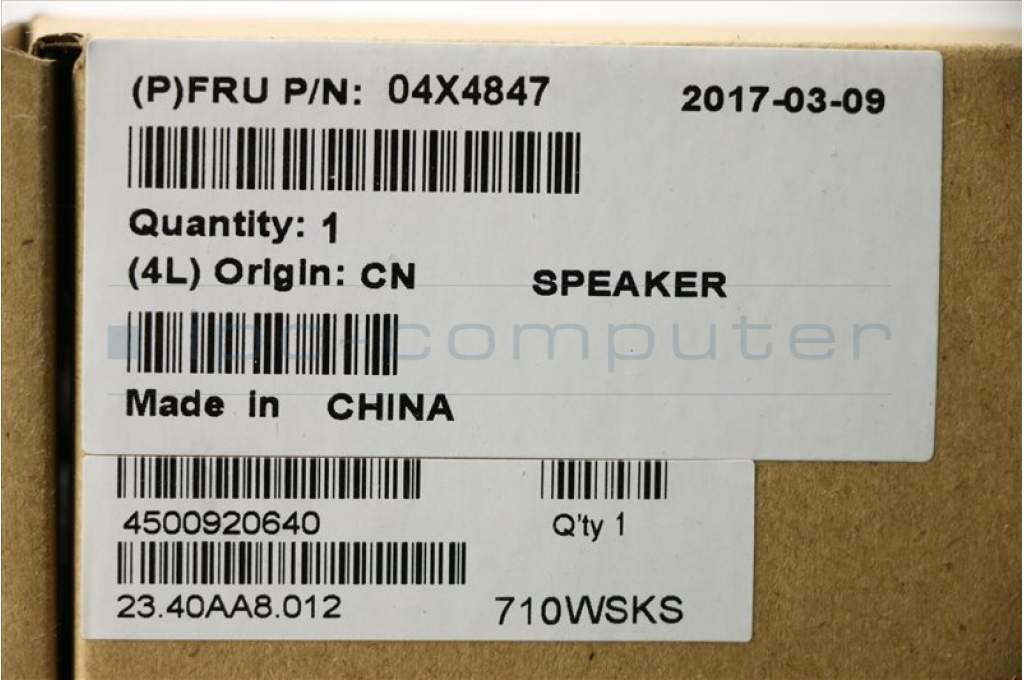 (P)FRU P/N: 04X4847 2017-03-09
Quantity: 1
(4L) Origin: CN SPEAKER
ipc-computer
Made in CHINA
4500920640 Q'ty 1
23.40AA8.012 710WSKS